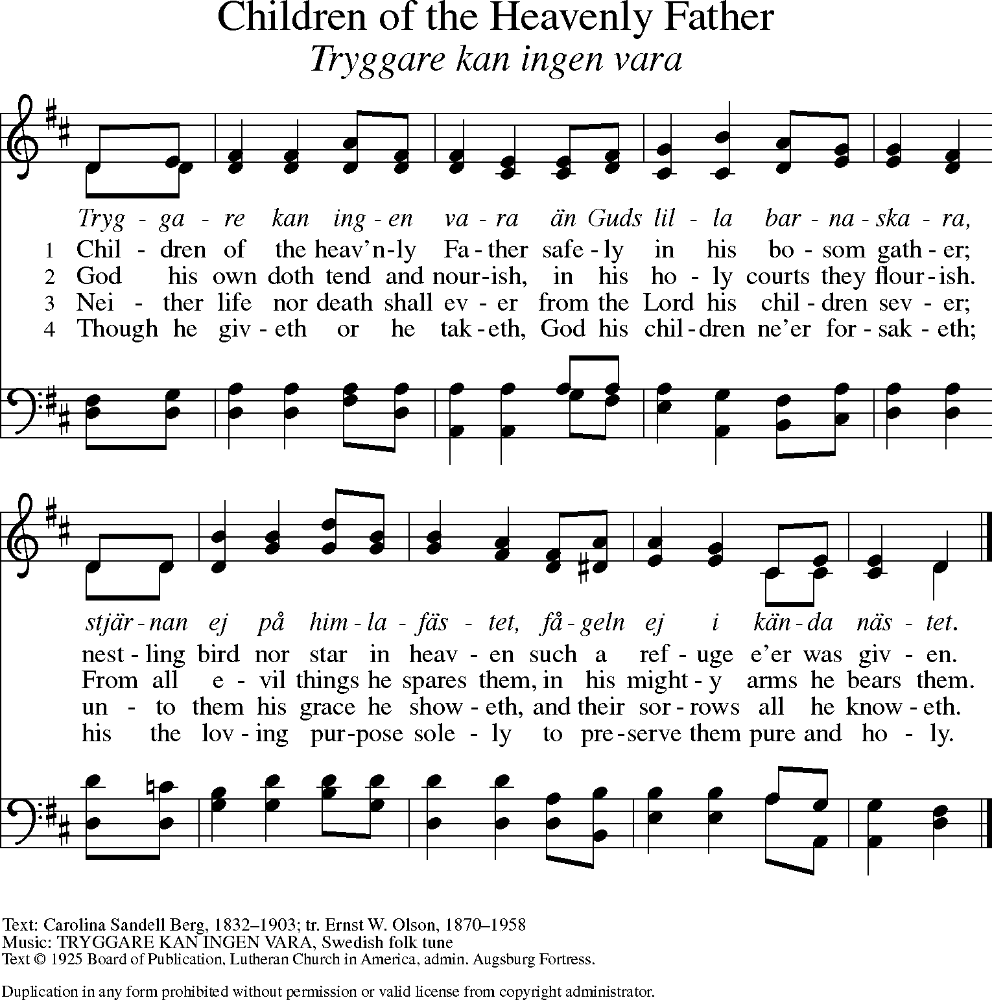 Children of the Heavenly Father
Tryggare kan ingen vara
Tryg - ga - re kan ing - en va - ra än Guds lil - la bar - na - ska - ra,
1 Chil - dren of the heav'n - ly Fa - ther safe - ly in his bo - som gath - er;
2 God his own doth tend and nour - ish, in his ho - ly courts they flour - ish.
3 Nei - ther life nor death shall ev - er from the Lord his chil - dren sev - er;
4 Though he giv - eth or he tak - eth, God his chil - dren ne'er for - sak - eth;
stjär - nan ej på him - la - fäs - tet, få - geln ej i kän - da näs - tet.
nest - ling bird nor star in heav - en such a ref - uge e'er was giv - en.
From all e - vil things he spares them, in his might - y arms he bears them.
un - to them his grace he show - eth, and their sor - rows all he know - eth.
his the lov - ing pur - pose sole - ly to pre - serve them pure and ho - ly.
Text: Carolina Sandell Berg, 1832–1903; tr. Ernst W. Olson, 1870–1958
Music: TRYGGARE KAN INGEN VARA, Swedish folk tune
Text © 1925 Board of Publication, Lutheran Church in America, admin. Augsburg Fortress.
Duplication in any form prohibited without permission or valid license from copyright administrator.